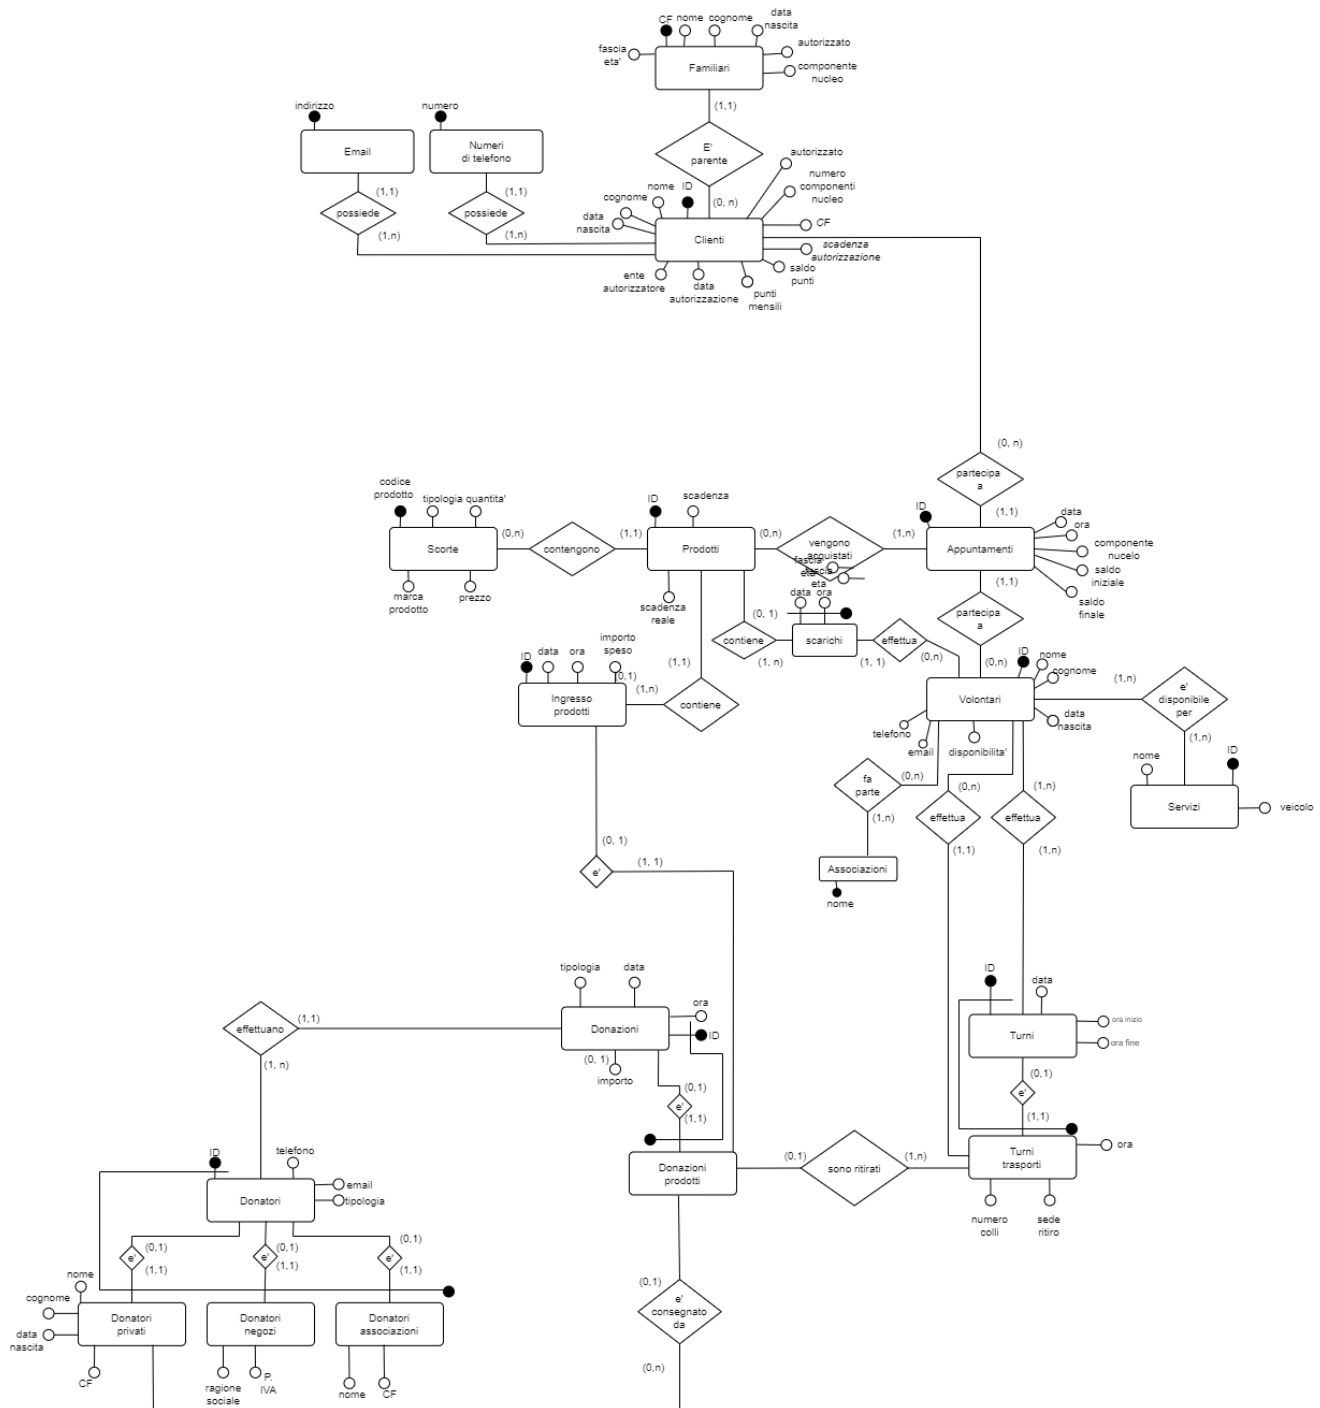 CF
nome
cognome
data
nascita
fascia
eta'
autorizzato
Familiari
componente
nucleo
(1,1)
indirizzo
numero
Email
Numeri
di telefono
E'
parente
autorizzato
(1,1)
(1,1)
numero
componenti
nucleo
nome
ID
cognome
(0, n)
data
nascita
possiede
possiede
CF
(1,n)
(1,n)
Clienti
scadenza
autorizzazione
saldo
punti
ente
autorizzatore
data
autorizzazione
punti
mensili
(0, n)
partecipa
a
(1,1)
codice
prodotto
tipologia
quantita'
ID
scadenza
ID
data
ora
Scorte
(0,n)
contengono
(1,1)
Prodotti
(0,n)
vengono
acquistati
(1,n)
Appuntamenti
componente
nucelo
saldo
iniziale
saldo
finale
fascia
eta
fascia
eta
marca
prodotto
prezzo
scadenza
reale
data
ora
(1,1)
(0, 1)
partecipa
a
contiene
scarichi
effettua
(1, n)
(1, 1)
(0,n)
(0,n)
ID
data
ora
importo
speso
(0,1)
(1,1)
(1,n)
Ingresso
prodotti
contiene
ID
nome
cognome
Volontari
(1,n)
e'
disponibile
per
data
nascita
telefono
email
disponibilita'
(1,n)
nome
ID
fa
parte
(0,n)
(0,n)
(1,n)
Servizi
veicolo
effettua
effettua
(1,n)
(1,1)
(1,n)
(0, 1)
e'
(1, 1)
Associazioni
nome
tipologia
data
ora
ID
data
effettuano
(1,1)
Donazioni
ID
ora inizio
Turni
ora fine
(0, 1)
importo
(1, n)
(0,1)
e'
(1,1)
(0,1)
e'
(1,1)
ID
telefono
Donazioni
prodotti
(0,1)
sono ritirati
(1,n)
Turni
trasporti
ora
email
tipologia
Donatori
numero
colli
sede
ritiro
(0,1)
e'
(1,1)
(0,1)
e'
(1,1)
(0,1)
e'
(1,1)
nome
cognome
data
nascita
Donatori
privati
Donatori
negozi
Donatori
associazioni
(0,1)
e'
consegnato
da
(0,n)
CF
ragione
sociale
P.
IVA
nome
CF